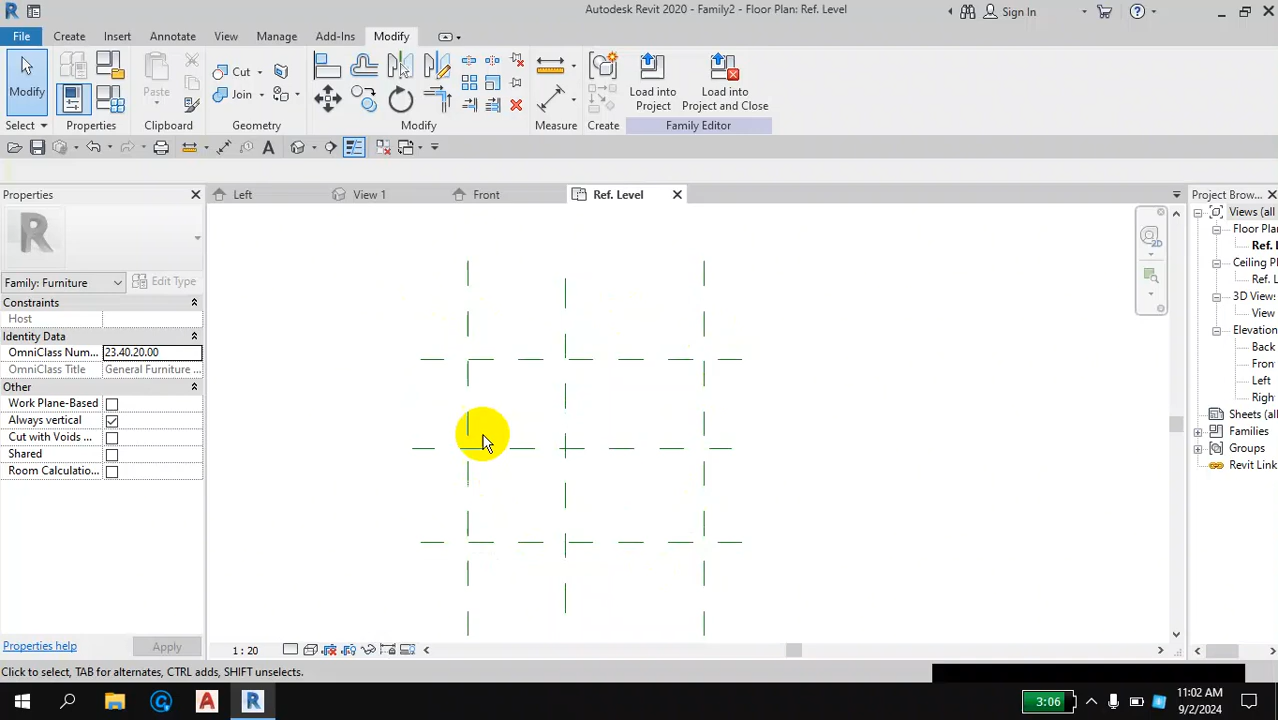 Autodesk Revit 2020 - Family2 - Floor Plan: Ref. Level
Sign In
File Create Insert Annotate View Manage Add-Ins Modify
Cut
Join
Modify Paste Load into Project Load into Project and Close
Select Properties Clipboard Geometry Modify Measure Create Family Editor
Properties
Left View 1 Front Ref. Level
Project Brow...
Views (all
Floor Pla
Ref. L
Ceiling P
Ref. L
3D View:
View
Elevation
Back
Fron
Left
Righ
Sheets (al
Families
Groups
Revit Link
2D
R
Family: Furniture Edit Type
Constraints
Host
Identity Data
OmniClass Num... 23.40.20.00
OmniClass Title General Furniture ...
Other
Work Plane-Based
Always vertical
Cut with Voids ...
Shared
Room Calculatio...
Properties help Apply
1 : 20
Click to select, TAB for alternates, CTRL adds, SHIFT unselects.
3:06
11:02 AM
9/2/2024